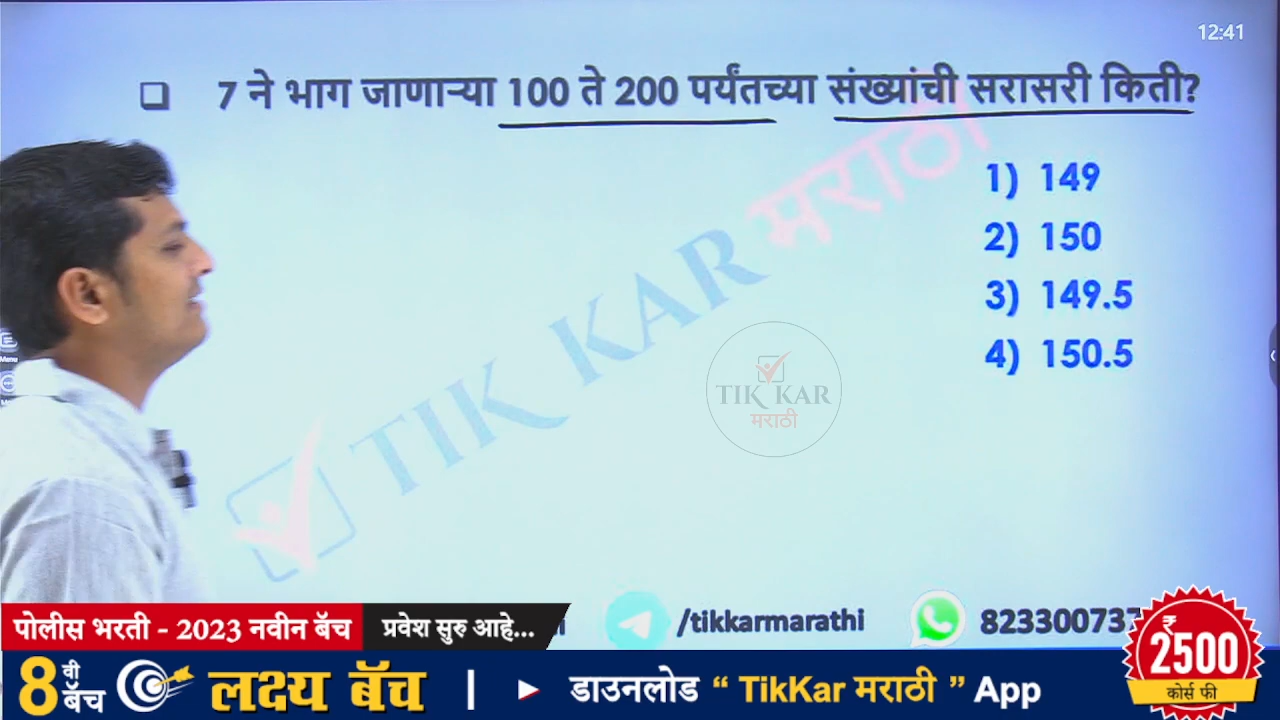 12:41
7 ने भाग जाणाऱ्या 100 ते 200 पर्यंतच्या संख्यांची सरासरी किती?
1) 149
2) 150
3) 149.5
4) 150.5
TIK KAR मराठी
TIK KAR
मराठी
Menu
/tikkarmarathi
823300737
पोलीस भरती - 2023 नवीन बॅच
प्रवेश सुरु आहे...
₹
2500
कोर्स फी
8 वी बॅच लक्ष्य बॅच | ► डाउनलोड “ TikKar मराठी ” App